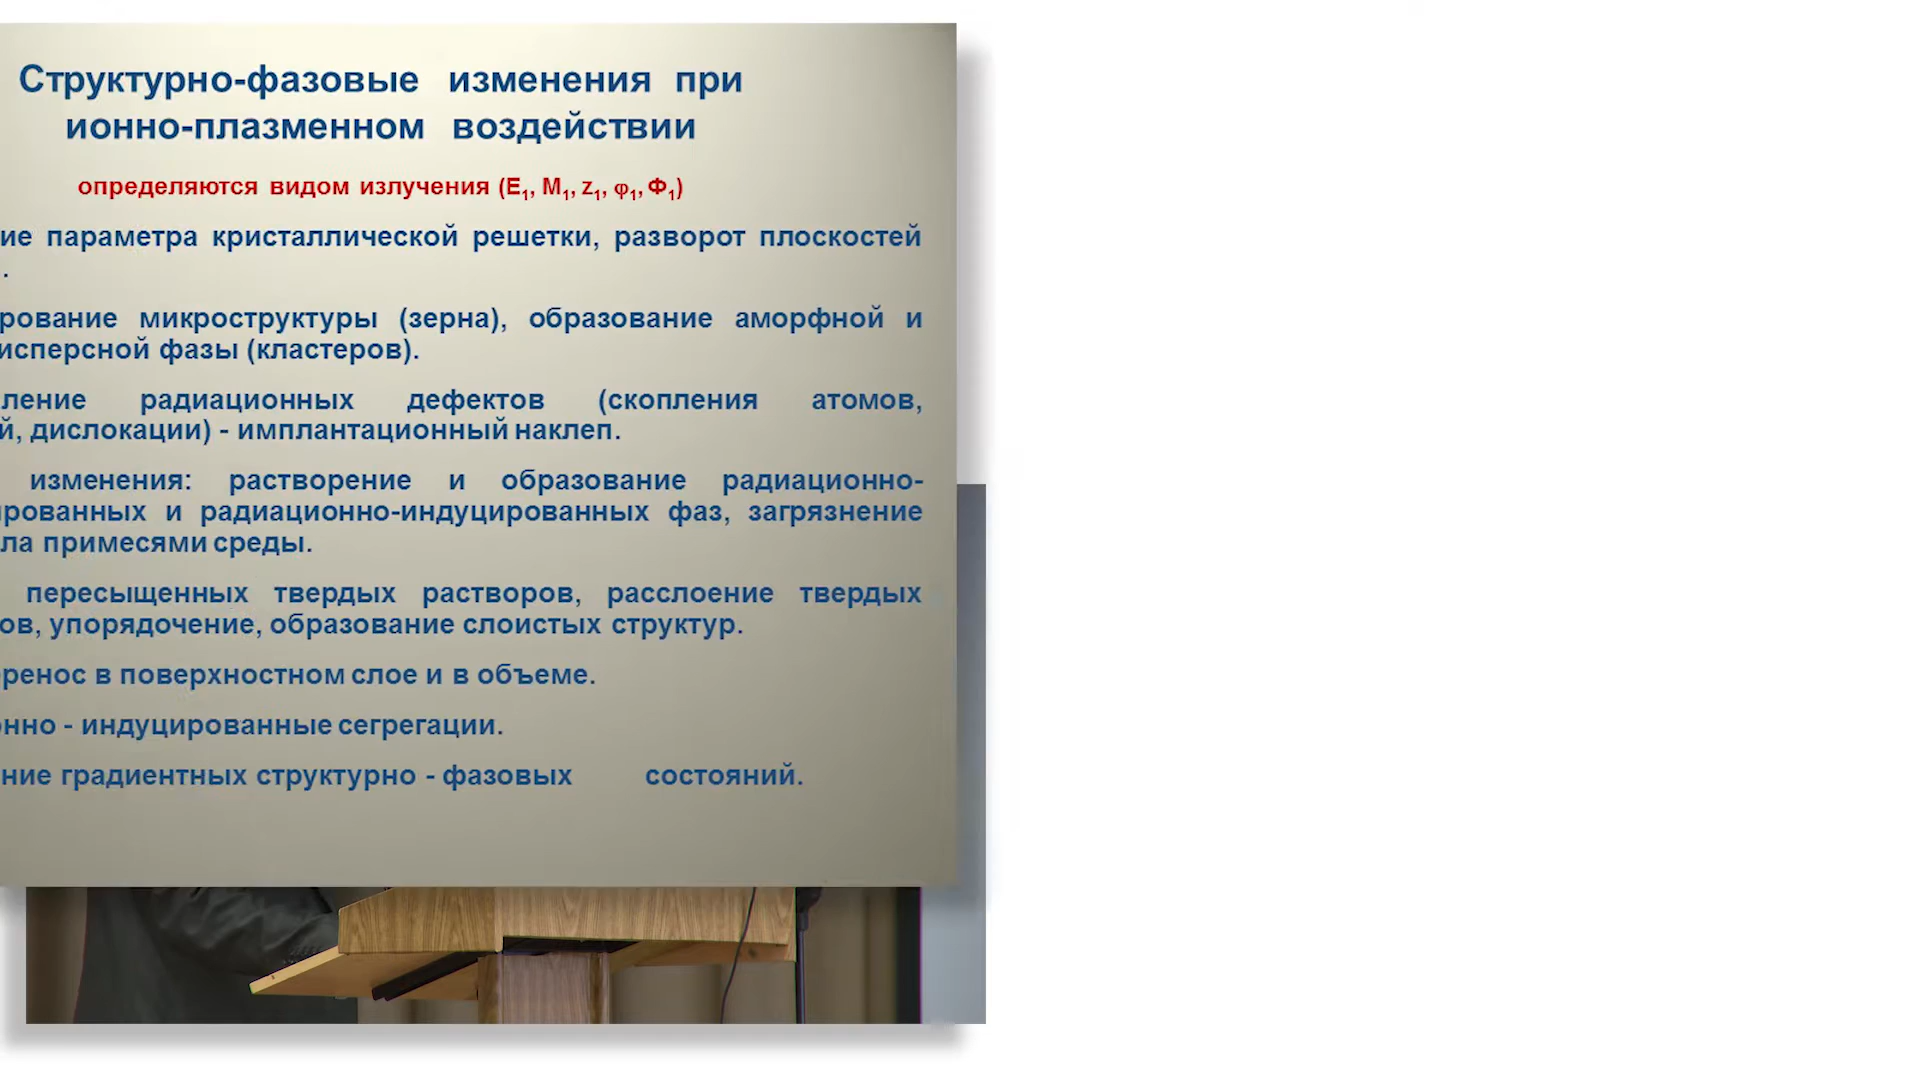 Структурно-фазовые изменения при
ионно-плазменном воздействии
определяются видом излучения (E1, M1, z1, φ1, Ф1)
ие параметра кристаллической решетки, разворот плоскостей
.
рование микроструктуры (зерна), образование аморфной и
исперсной фазы (кластеров).
ление радиационных дефектов (скопления атомов,
й, дислокации) - имплантационный наклеп.
изменения: растворение и образование радиационно-
ированных и радиационно-индуцированных фаз, загрязнение
ла примесями среды.
пересыщенных твердых растворов, расслоение твердых
ов, упорядочение, образование слоистых структур.
ренос в поверхностном слое и в объеме.
онно - индуцированные сегрегации.
ние градиентных структурно - фазовых состояний.